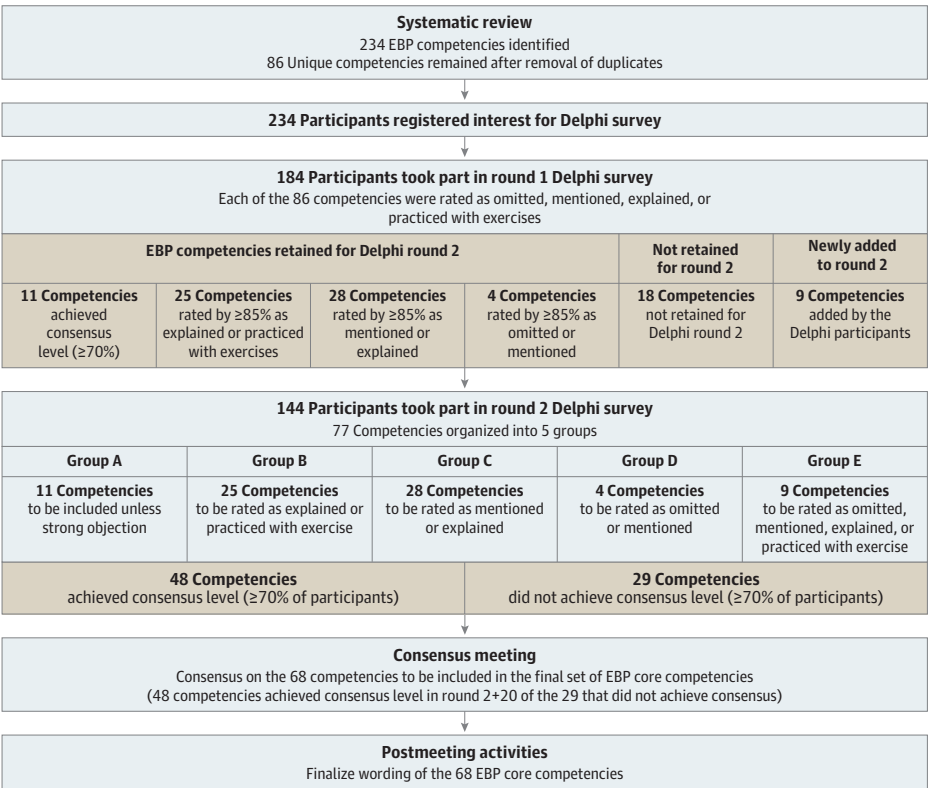 Systematic review
234 EBP competencies identified
86 Unique competencies remained after removal of duplicates
234 Participants registered interest for Delphi survey
184 Participants took part in round 1 Delphi survey
Each of the 86 competencies were rated as omitted, mentioned, explained, or
practiced with exercises
EBP competencies retained for Delphi round 2
Not retained
for round 2
Newly added
to round 2
11 Competencies
achieved
consensus
level (≥70%)
25 Competencies
rated by ≥85% as
explained or practiced
with exercises
28 Competencies
rated by ≥85% as
mentioned or
explained
4 Competencies
rated by ≥85% as
omitted or
mentioned
18 Competencies
not retained for
Delphi round 2
9 Competencies
added by the
Delphi participants
144 Participants took part in round 2 Delphi survey
77 Competencies organized into 5 groups
Group A
Group B
Group C
Group D
Group E
11 Competencies
to be included unless
strong objection
25 Competencies
to be rated as explained or
practiced with exercise
28 Competencies
to be rated as mentioned
or explained
4 Competencies
to be rated as omitted
or mentioned
9 Competencies
to be rated as omitted,
mentioned, explained, or
practiced with exercise
48 Competencies
achieved consensus level (≥70% of participants)
29 Competencies
did not achieve consensus level (≥70% of participants)
Consensus meeting
Consensus on the 68 competencies to be included in the final set of EBP core competencies
(48 competencies achieved consensus level in round 2+20 of the 29 that did not achieve consensus)
Postmeeting activities
Finalize wording of the 68 EBP core competencies